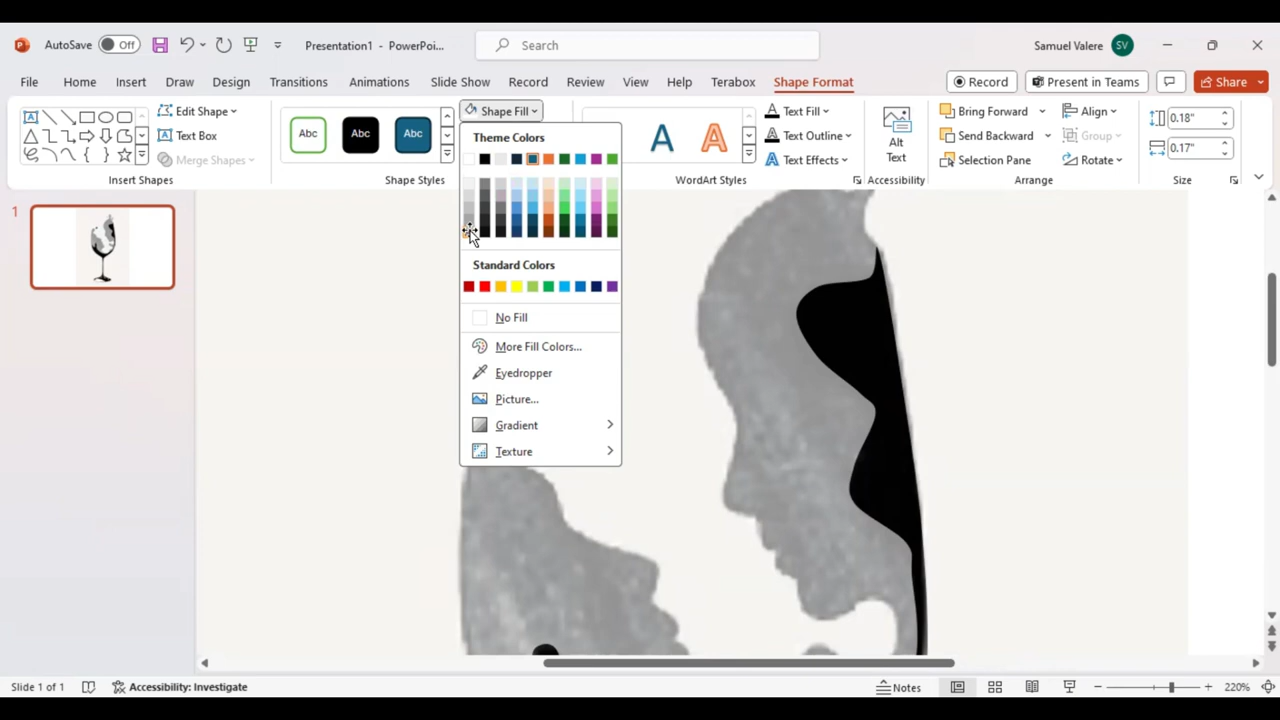 AutoSave Off Presentation1 - PowerPoi... Search Samuel Valere SV
File Home Insert Draw Design Transitions Animations Slide Show Record Review View Help Terabox Shape Format Record Present in Teams Share
Edit Shape Shape Fill Text Fill Bring Forward Align 0.18"
Text Box Abc Abc Abc A A Text Outline Alt Text Send Backward Group 0.17"
Merge Shapes Text Effects Selection Pane Rotate
Insert Shapes Shape Styles WordArt Styles Accessibility Arrange Size
Theme Colors
Standard Colors
No Fill
More Fill Colors...
Eyedropper
Picture...
Gradient
Texture
1
Slide 1 of 1 Accessibility: Investigate Notes 220%